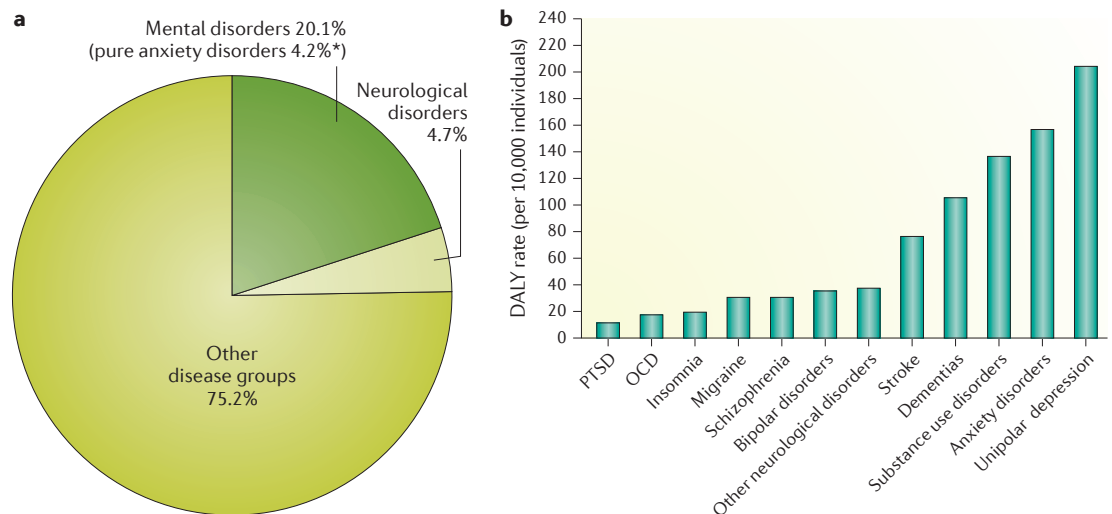 a
Mental disorders 20.1%
(pure anxiety disorders 4.2%*)
Neurological
disorders
4.7%
Other
disease groups
75.2%
b
DALY rate (per 10,000 individuals)
240
220
200
180
160
140
120
100
80
60
40
20
0
PTSD
OCD
Insomnia
Migraine
Schizophrenia
Bipolar disorders
Other neurological disorders
Stroke
Dementias
Substance use disorders
Anxiety disorders
Unipolar depression